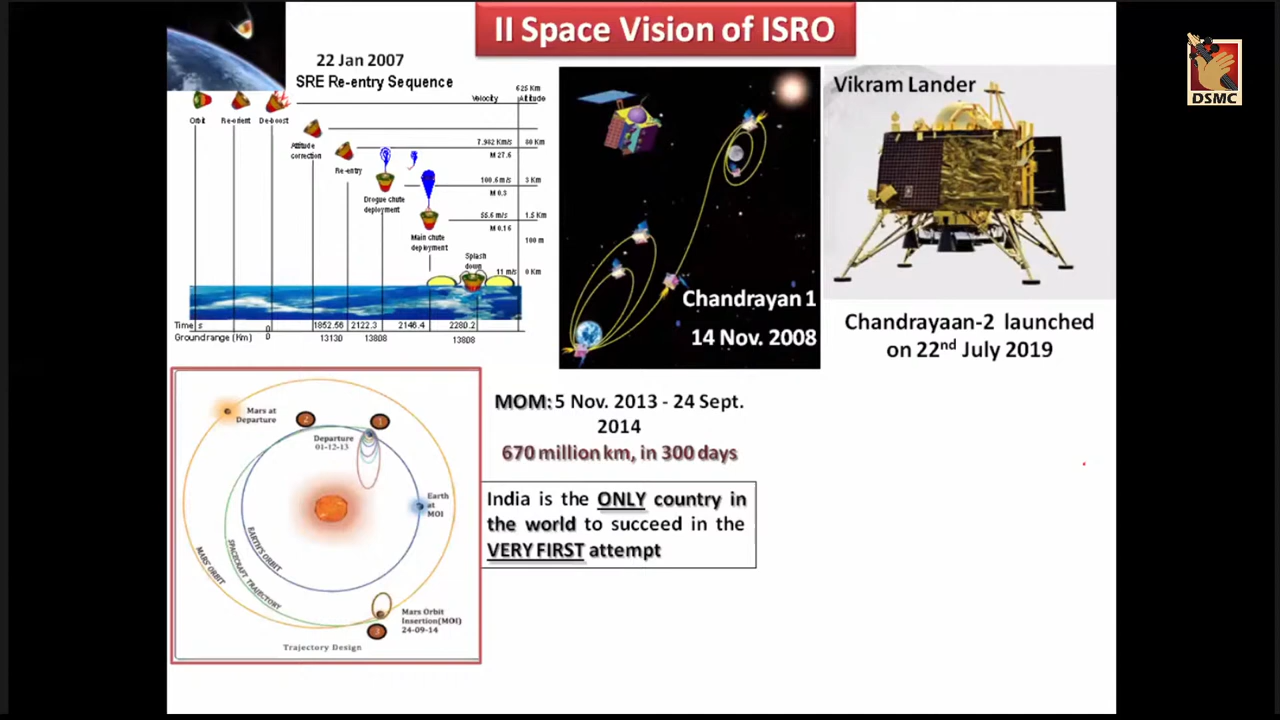 II Space Vision of ISRO
DSMC
22 Jan 2007
SRE Re-entry Sequence
Velocity
625 Km
Altitude
Orbit
Re-orient
De-boost
Attitude
correction
7.982 Km/s
80 Km
M 27.6
Re-entry
100.6 m/s
3 Km
M 0.3
Drogue chute
deployment
55.6 m/s
1.5 Km
M 0.16
Main chute
deployment
100 m
Splash
down
11 m/s
0 Km
Time, s
0
1852.56
2122.3
2146.4
2280.2
Ground range (Km)
13130
13808
13808
Chandrayan 1
14 Nov. 2008
Vikram Lander
Chandrayaan-2 launched
on 22nd July 2019
Mars at
Departure
2
1
Departure
01-12-13
Earth
at
MOI
EARTH'S ORBIT
SPACECRAFT TRAJECTORY
MARS' ORBIT
Mars Orbit
Insertion(MOI)
24-09-14
3
Trajectory Design
MOM: 5 Nov. 2013 - 24 Sept.
2014
670 million km, in 300 days
India is the ONLY country in
the world to succeed in the
VERY FIRST attempt